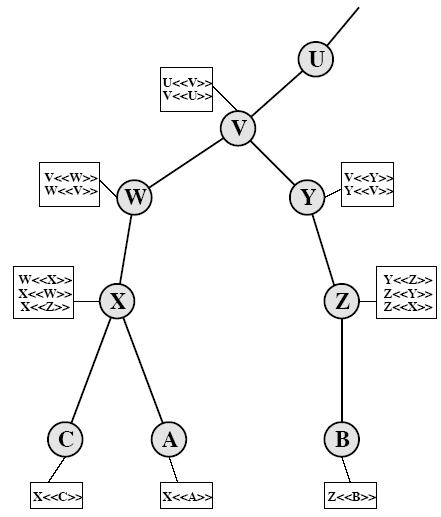 U
U<<V>>
V<<U>>
V
V<<W>>
W<<V>>
W
Y
V<<Y>>
Y<<V>>
W<<X>>
X<<W>>
X<<Z>>
X
Z
Y<<Z>>
Z<<Y>>
Z<<X>>
C
A
B
X<<C>>
X<<A>>
Z<<B>>